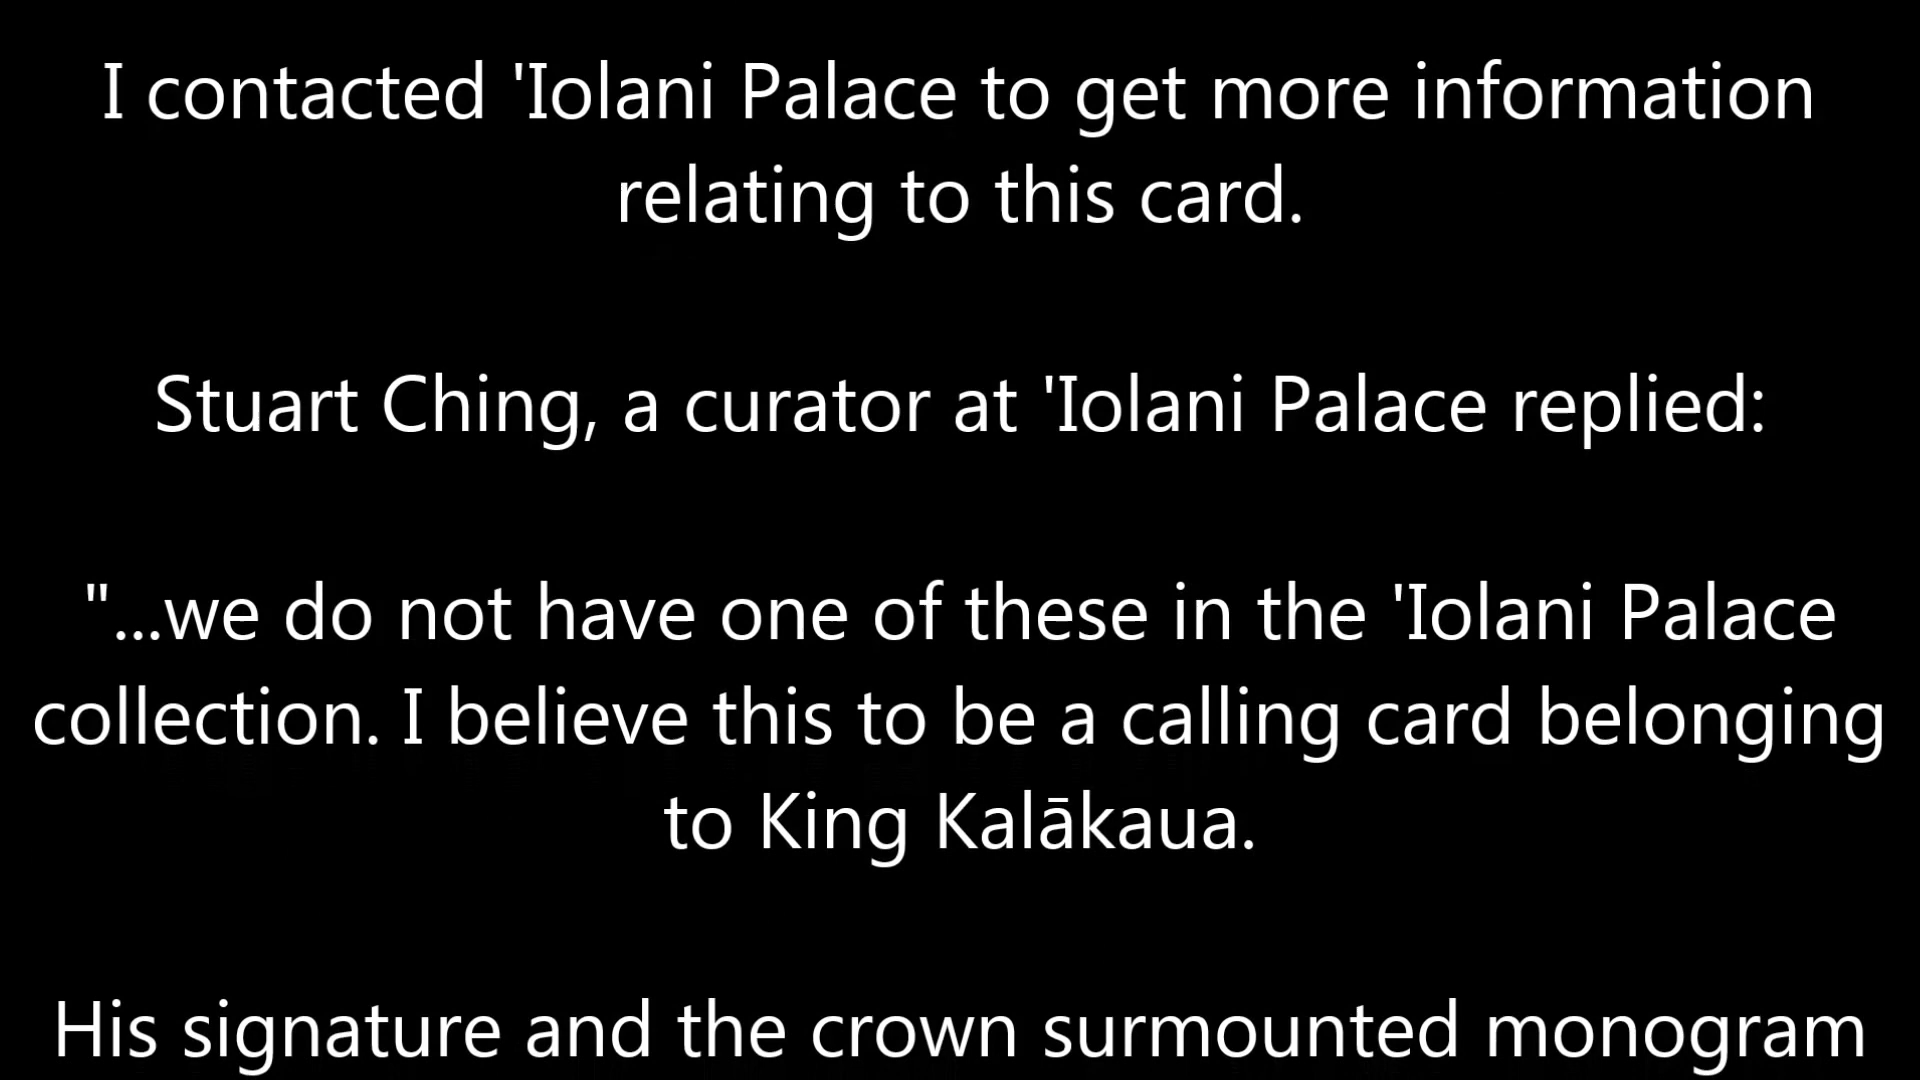 I contacted 'Iolani Palace to get more information
relating to this card.
Stuart Ching, a curator at 'Iolani Palace replied:
"...we do not have one of these in the 'Iolani Palace
collection. I believe this to be a calling card belonging
to King Kalākaua.
His signature and the crown surmounted monogram